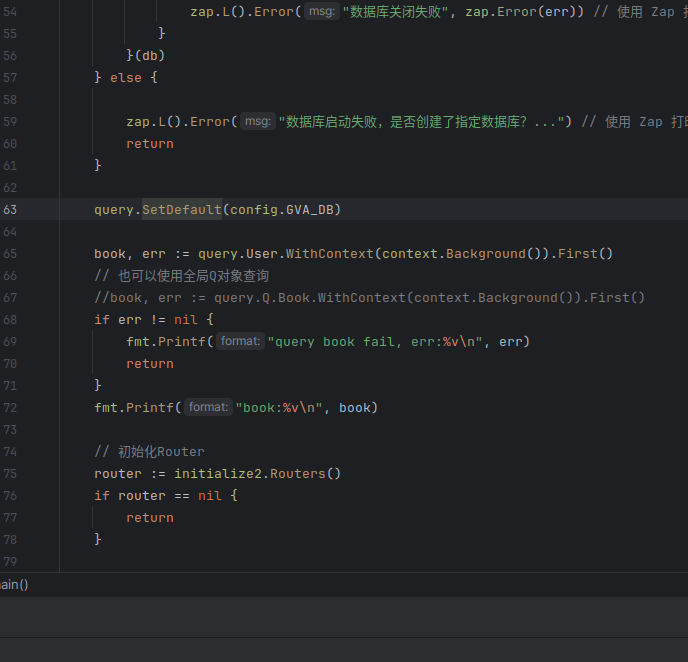 54 zap.L().Error( msg: "数据库关闭失败", zap.Error(err)) // 使用 Zap
55 }
56 }(db)
57 } else {
58
59 zap.L().Error( msg: "数据库启动失败，是否创建了指定数据库？...") // 使用 Zap 打印
60 return
61 }
62
63 query.SetDefault(config.GVA_DB)
64
65 book, err := query.User.WithContext(context.Background()).First()
66 // 也可以使用全局Q对象查询
67 //book, err := query.Q.Book.WithContext(context.Background()).First()
68 if err != nil {
69 fmt.Printf( format: "query book fail, err:%v\n", err)
70 return
71 }
72 fmt.Printf( format: "book:%v\n", book)
73
74 // 初始化Router
75 router := initialize2.Routers()
76 if router == nil {
77 return
78 }
79
ain()